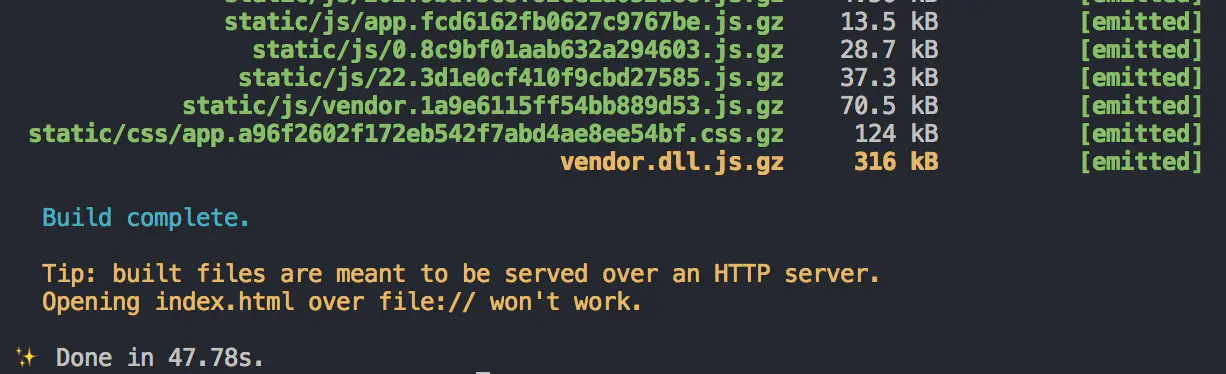 static/js/app.fcd6162fb0627c9767be.js.gz 13.5 kB [emitted]
static/js/0.8c9bf01aab632a294603.js.gz 28.7 kB [emitted]
static/js/22.3d1e0cf410f9cbd27585.js.gz 37.3 kB [emitted]
static/js/vendor.1a9e6115ff54bb889d53.js.gz 70.5 kB [emitted]
static/css/app.a96f2602f172eb542f7abd4ae8ee54bf.css.gz 124 kB [emitted]
vendor.dll.js.gz 316 kB [emitted]
Build complete.
Tip: built files are meant to be served over an HTTP server.
Opening index.html over file:// won't work.
✨ Done in 47.78s.